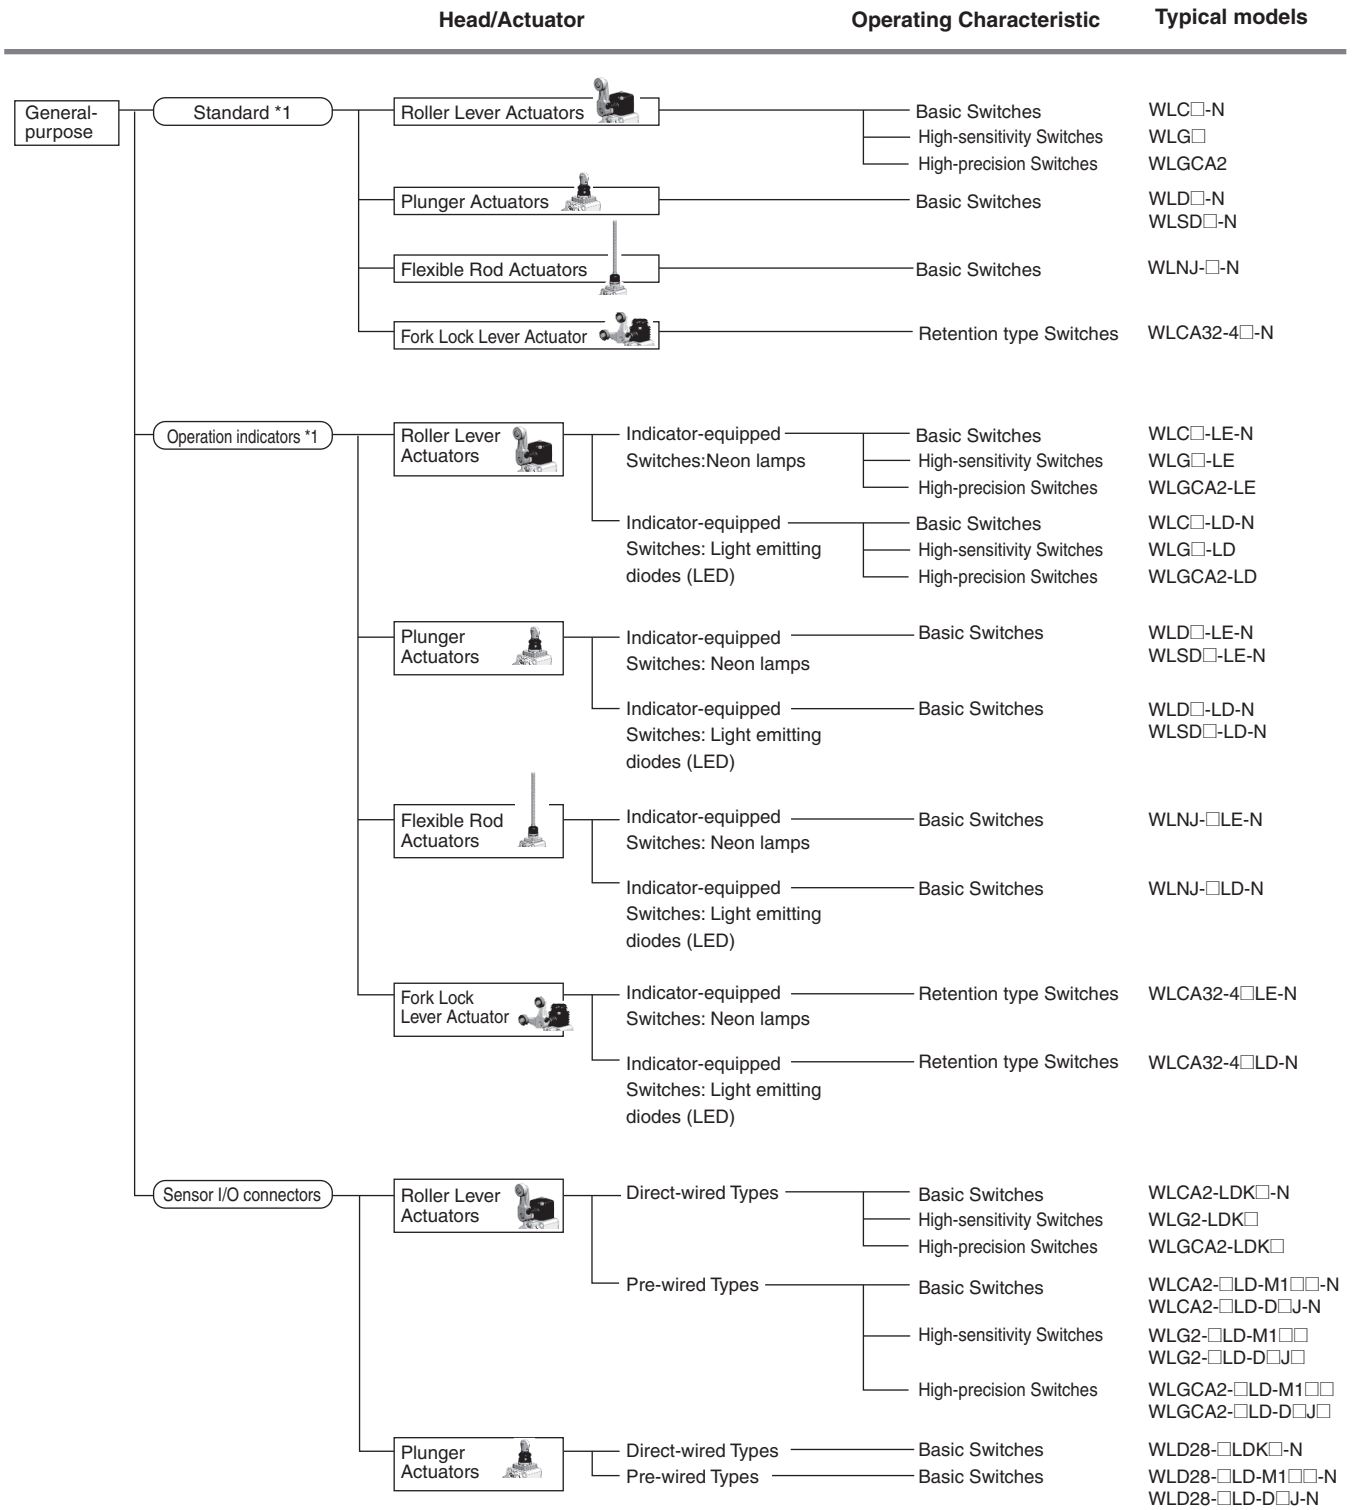 Head/Actuator Operating Characteristic Typical models
General-purpose
Standard *1
Roller Lever Actuators
Basic Switches WLC□-N
High-sensitivity Switches WLG□
High-precision Switches WLGCA2
Plunger Actuators
Basic Switches WLD□-N
WLSD□-N
Flexible Rod Actuators
Basic Switches WLNJ-□-N
Fork Lock Lever Actuator
Retention type Switches WLCA32-4□-N
Operation indicators *1
Roller Lever
Actuators
Indicator-equipped
Switches:Neon lamps
Basic Switches WLC□-LE-N
High-sensitivity Switches WLG□-LE
High-precision Switches WLGCA2-LE
Indicator-equipped
Switches: Light emitting
diodes (LED)
Basic Switches WLC□-LD-N
High-sensitivity Switches WLG□-LD
High-precision Switches WLGCA2-LD
Plunger
Actuators
Indicator-equipped
Switches: Neon lamps
Basic Switches WLD□-LE-N
WLSD□-LE-N
Indicator-equipped
Switches: Light emitting
diodes (LED)
Basic Switches WLD□-LD-N
WLSD□-LD-N
Flexible Rod
Actuators
Indicator-equipped
Switches: Neon lamps
Basic Switches WLNJ-□LE-N
Indicator-equipped
Switches: Light emitting
diodes (LED)
Basic Switches WLNJ-□LD-N
Fork Lock
Lever Actuator
Indicator-equipped
Switches: Neon lamps
Retention type Switches WLCA32-4□LE-N
Indicator-equipped
Switches: Light emitting
diodes (LED)
Retention type Switches WLCA32-4□LD-N
Sensor I/O connectors
Roller Lever
Actuators
Direct-wired Types
Basic Switches WLCA2-LDK□-N
High-sensitivity Switches WLG2-LDK□
High-precision Switches WLGCA2-LDK□
Pre-wired Types
Basic Switches WLCA2-□LD-M1□□-N
WLCA2-□LD-D□J-N
High-sensitivity Switches WLG2-□LD-M1□□
WLG2-□LD-D□J□
High-precision Switches WLGCA2-□LD-M1□□
WLGCA2-□LD-D□J□
Plunger
Actuators
Direct-wired Types Basic Switches WLD28-□LDK□-N
Pre-wired Types Basic Switches WLD28-□LD-M1□□-N
WLD28-□LD-D□J-N